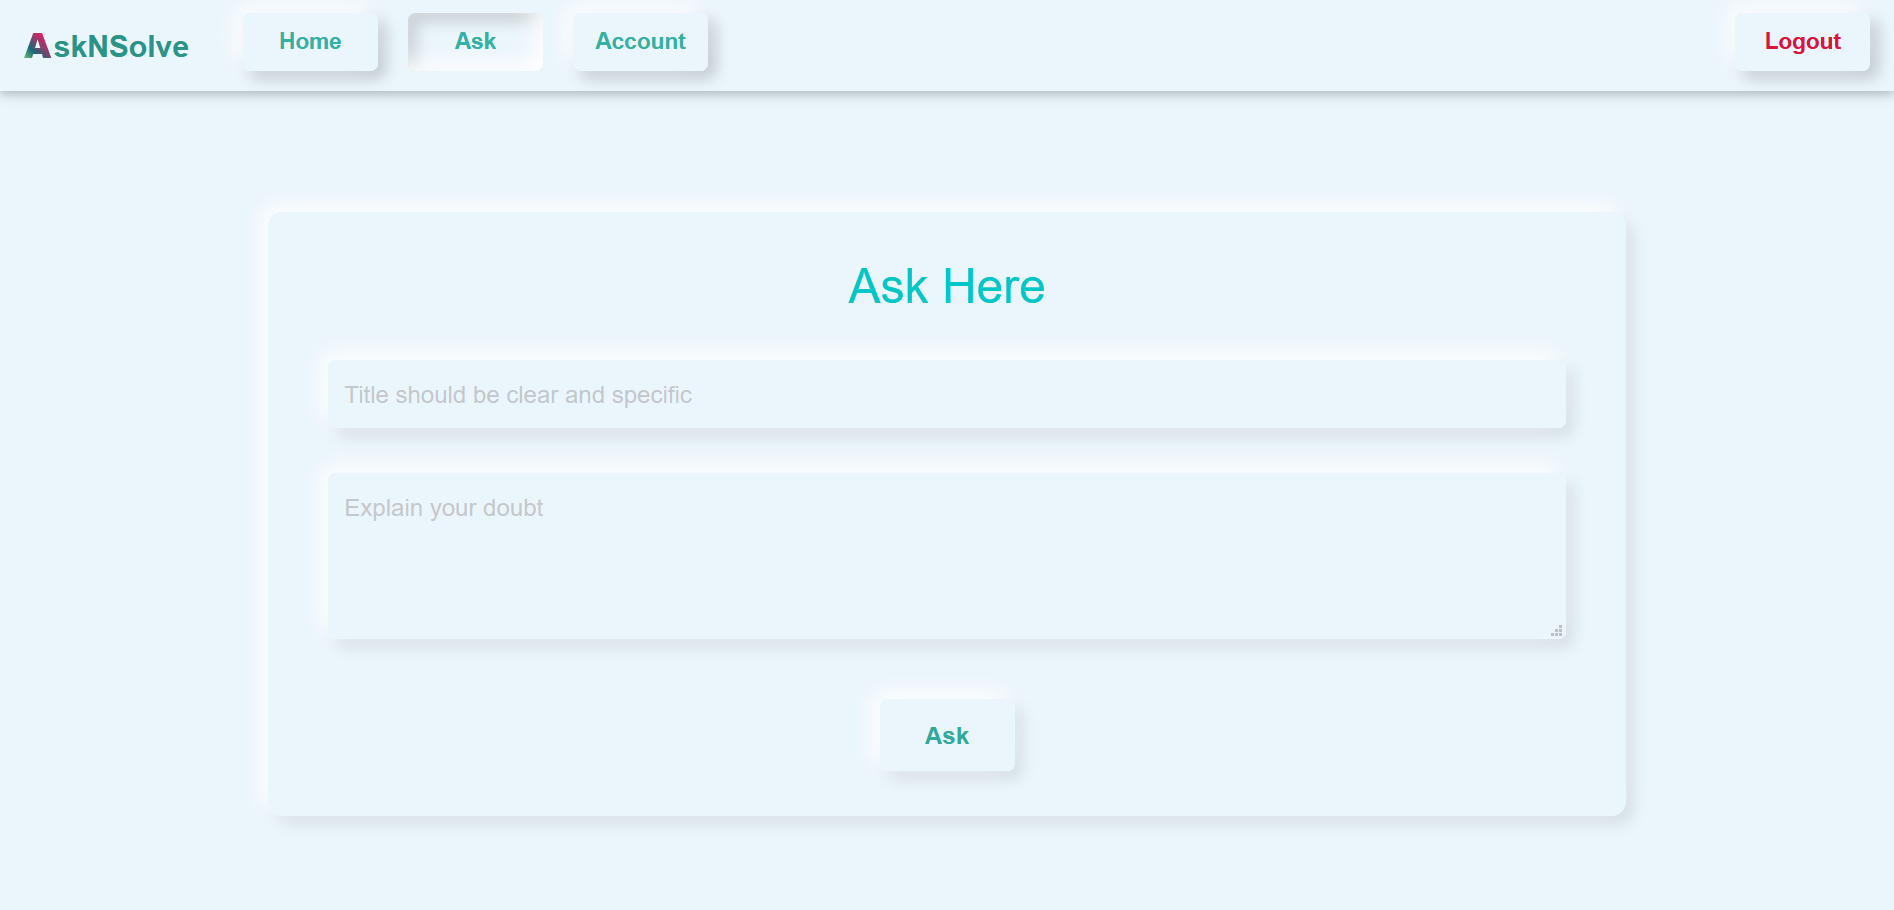 AskNSolve Home Ask Account Logout
Ask Here
Title should be clear and specific
Explain your doubt
Ask